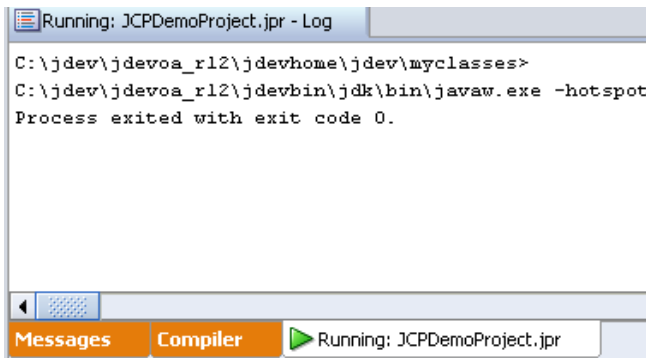 Running: JCPDemoProject.jpr - Log
C:\jdev\jdevoa_r12\jdevhome\jdev\myclasses>
C:\jdev\jdevoa_r12\jdevbin\jdk\bin\javaw.exe -hotspot
Process exited with exit code 0.
Messages Compiler Running: JCPDemoProject.jpr